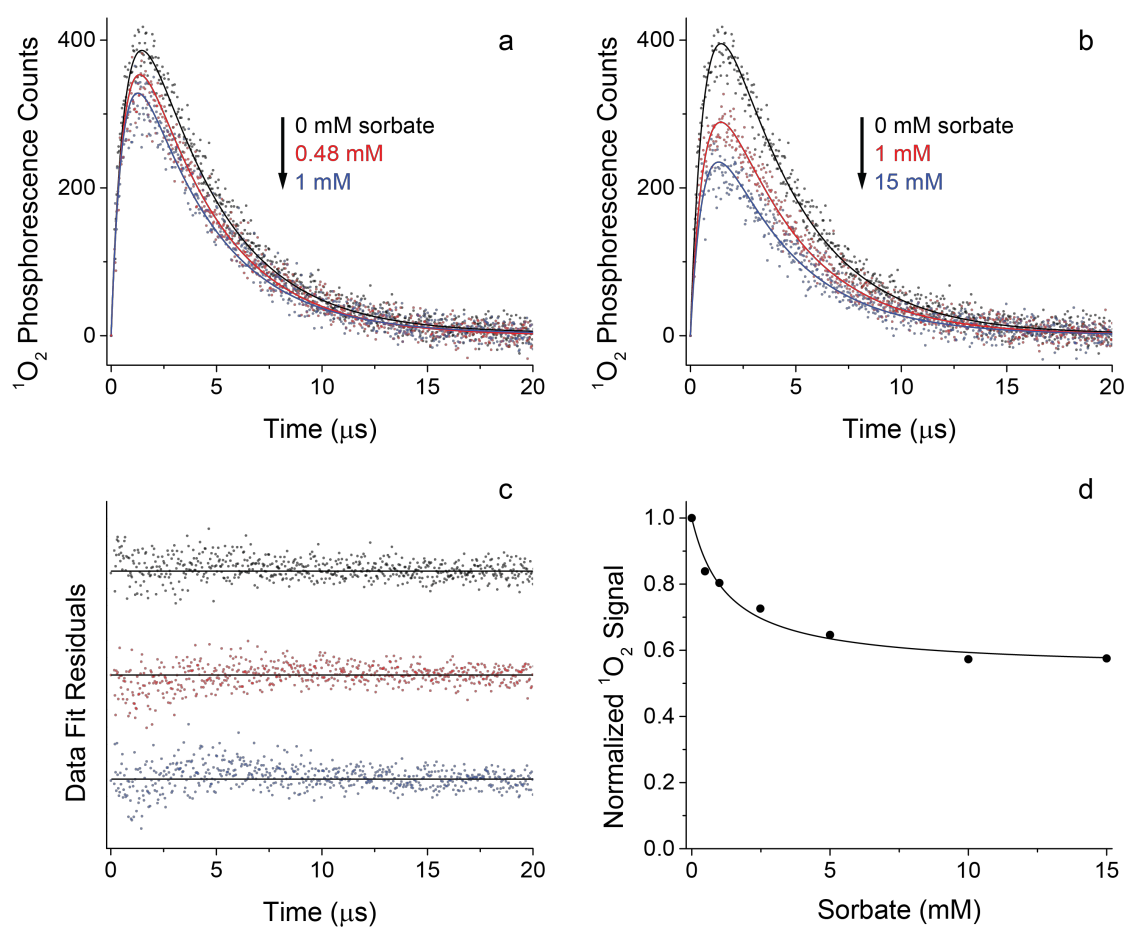 a
400
200
0
¹O₂ Phosphorescence Counts
0 mM sorbate
0.48 mM
1 mM
0 5 10 15 20
Time (μs)
b
400
200
0
¹O₂ Phosphorescence Counts
0 mM sorbate
1 mM
15 mM
0 5 10 15 20
Time (μs)
c
Data Fit Residuals
0 5 10 15 20
Time (μs)
d
1.0
0.8
0.6
0.4
0.2
0.0
Normalized ¹O₂ Signal
0 5 10 15
Sorbate (mM)